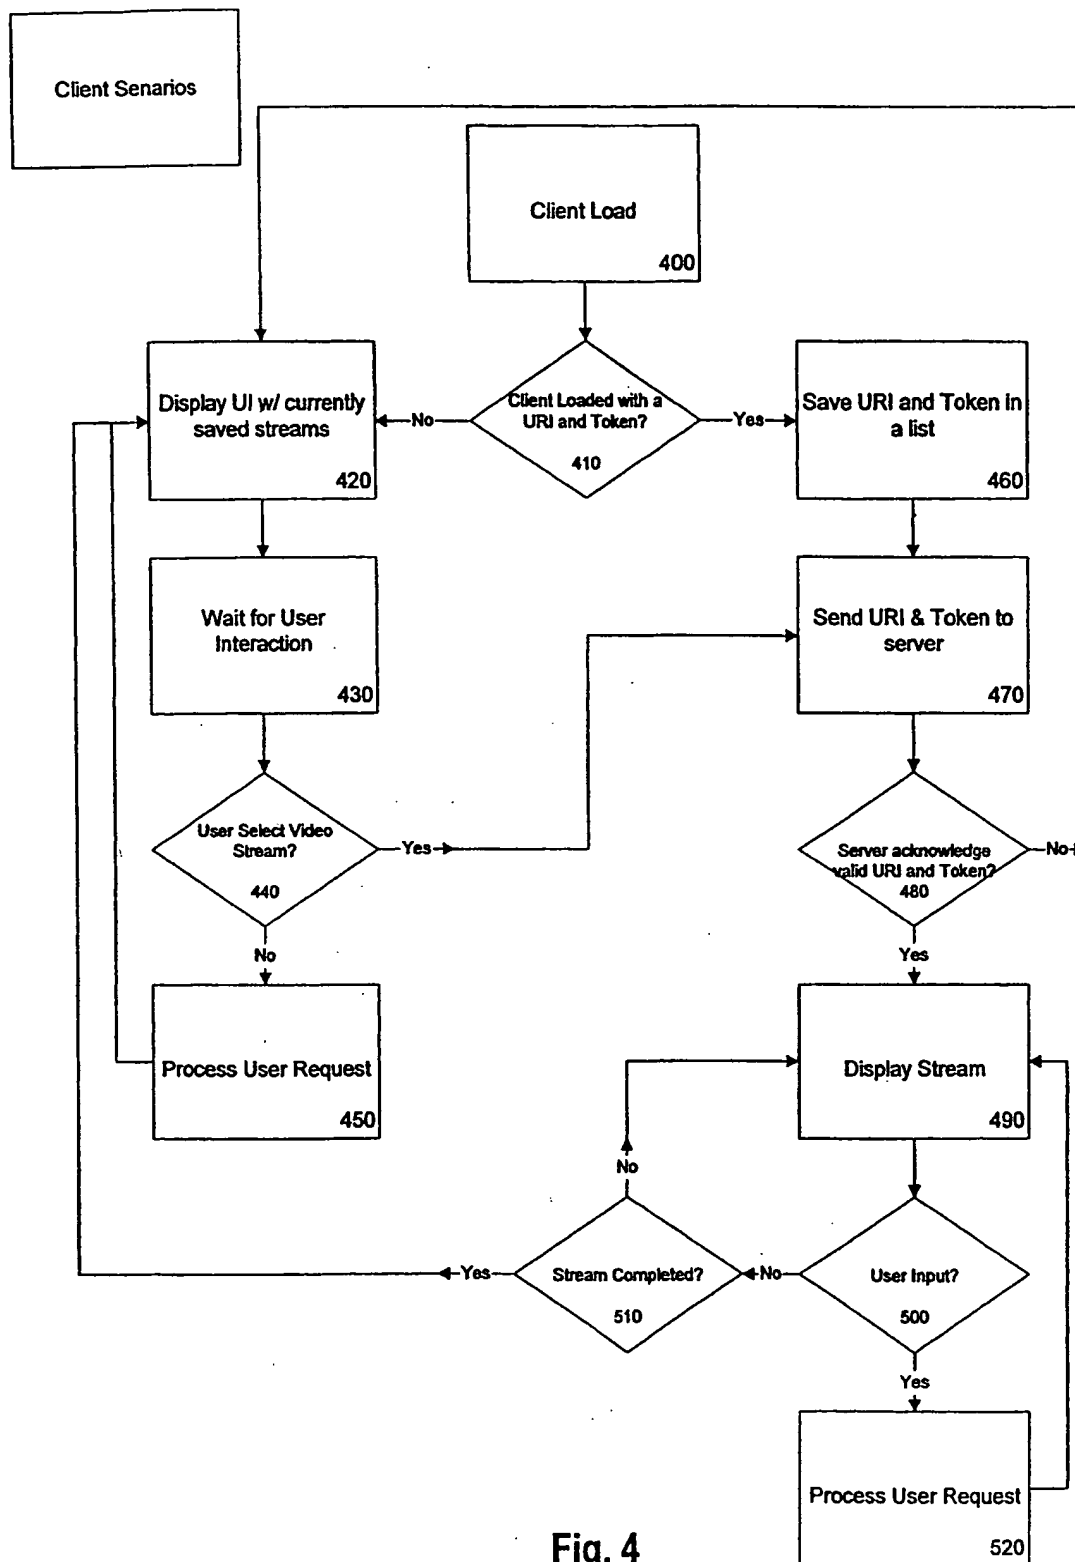 Client Senarios
Client Load
400
Display UI w/ currently
saved streams
420
No
Client Loaded with a
URI and Token?
410
Yes
Save URI and Token in
a list
460
Wait for User
Interaction
430
Send URI & Token to
server
470
User Select Video
Stream?
440
Yes
Server acknowledge
valid URI and Token?
480
No
No
Yes
Process User Request
450
Display Stream
490
No
Yes
Stream Completed?
510
No
User Input?
500
Yes
Process User Request
520
Fig. 4